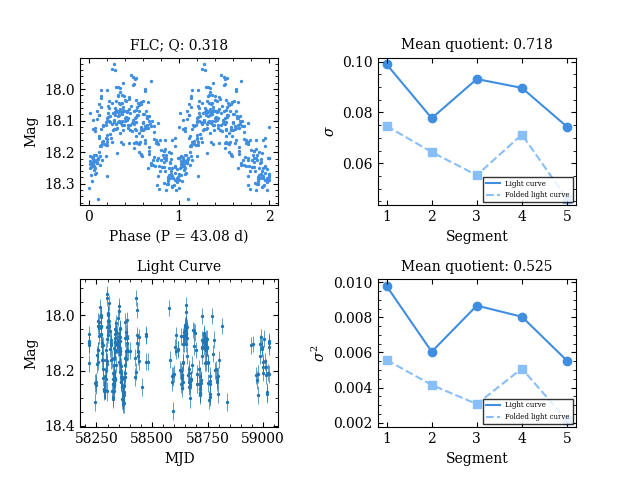 FLC; Q: 0.318
Mag
18.0
18.1
18.2
18.3
0
1
2
Phase (P = 43.08 d)
Mean quotient: 0.718
σ
0.10
0.08
0.06
1
2
3
4
5
Segment
Light curve
Folded light curve
Light Curve
Mag
18.0
18.2
18.4
58250
58500
58750
59000
MJD
Mean quotient: 0.525
σ²
0.010
0.008
0.006
0.004
0.002
1
2
3
4
5
Segment
Light curve
Folded light curve